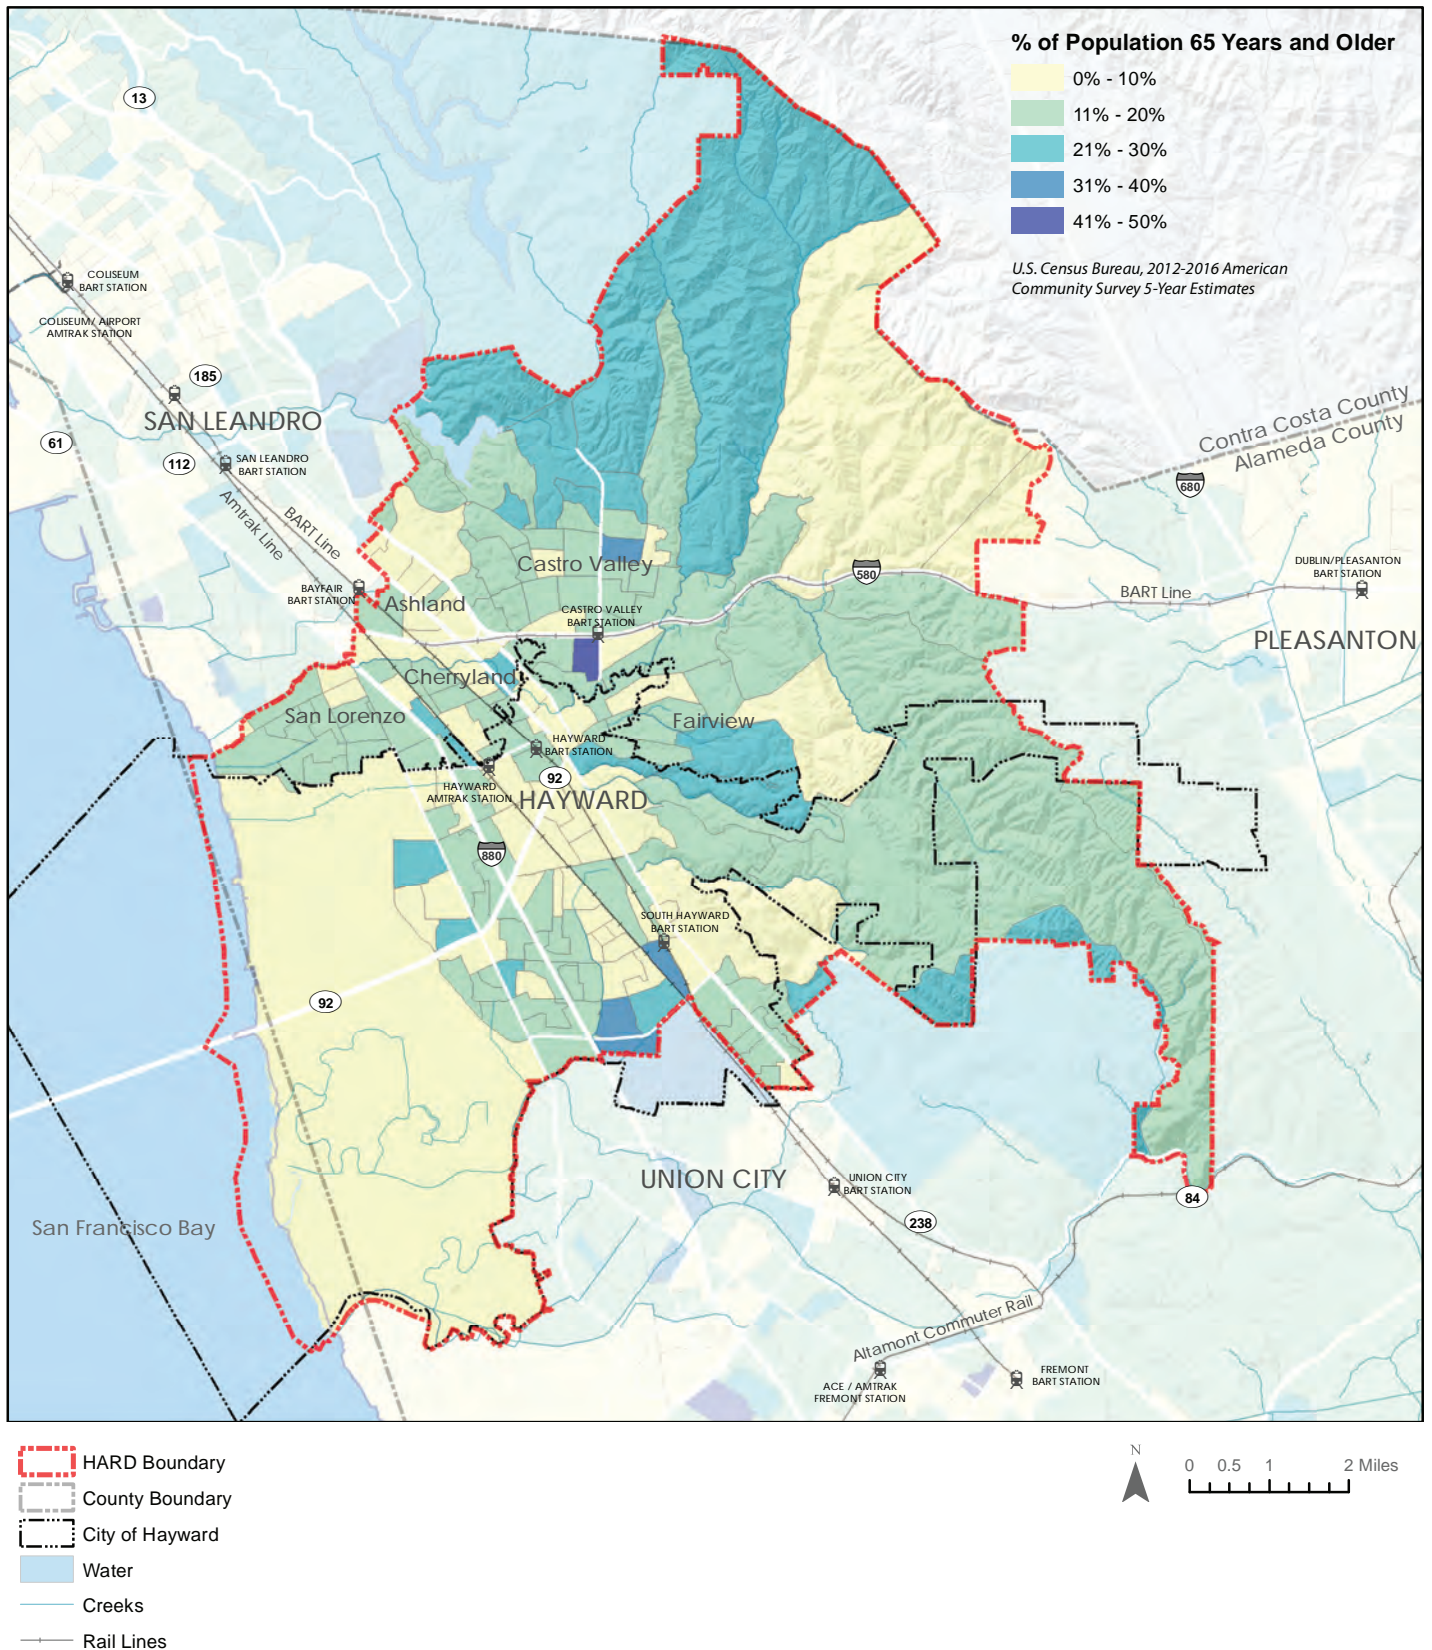 % of Population 65 Years and Older
0% - 10%
11% - 20%
21% - 30%
31% - 40%
41% - 50%
U.S. Census Bureau, 2012-2016 American
Community Survey 5-Year Estimates
13
COLISEUM
BART STATION
COLISEUM/ AIRPORT
AMTRAK STATION
185
SAN LEANDRO
61
112
SAN LEANDRO
BART STATION
Amtrak Line
BART Line
Contra Costa County
Alameda County
680
Castro Valley
580
DUBLIN/PLEASANTON
BART STATION
BART Line
BAYFAIR
BART STATION
Ashland
CASTRO VALLEY
BART STATION
PLEASANTON
Cherryland
San Lorenzo
Fairview
HAYWARD
BART STATION
92
HAYWARD
AMTRAK STATION
HAYWARD
880
SOUTH HAYWARD
BART STATION
92
UNION CITY
UNION CITY
BART STATION
84
238
San Francisco Bay
Altamont Commuter Rail
ACE / AMTRAK
FREMONT STATION
FREMONT
BART STATION
HARD Boundary
County Boundary
City of Hayward
Water
Creeks
Rail Lines
N
0 0.5 1 2 Miles